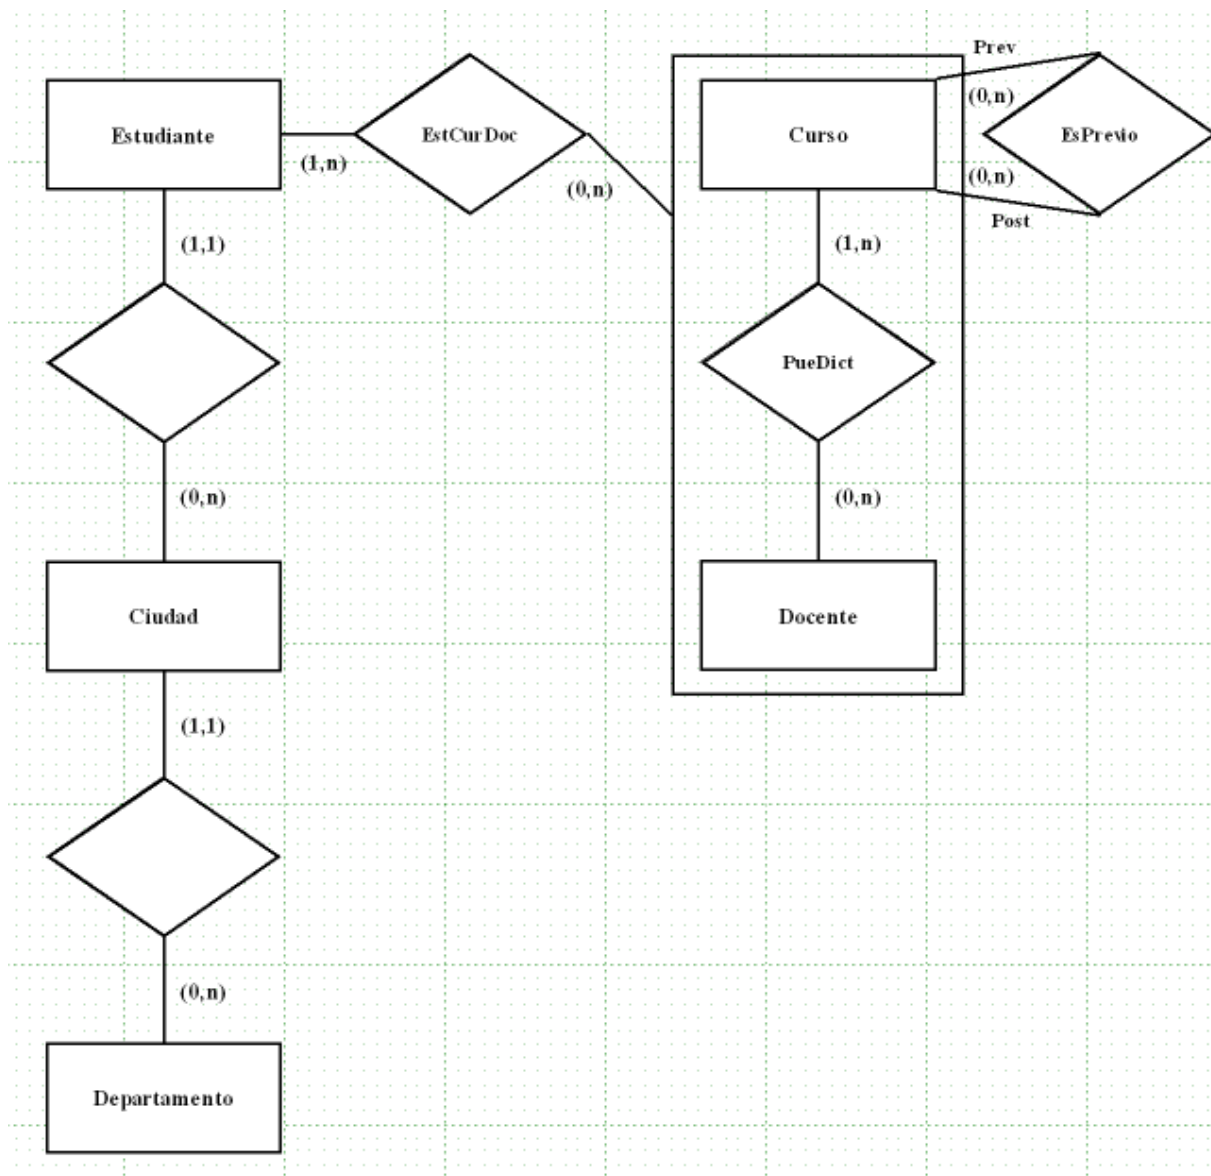 Prev
Estudiante
EstCurDoc
Curso
(0,n)
EsPrevio
(1,n)
(0,n)
(0,n)
Post
(1,1)
(1,n)
PueDict
(0,n)
(0,n)
Ciudad
Docente
(1,1)
(0,n)
Departamento